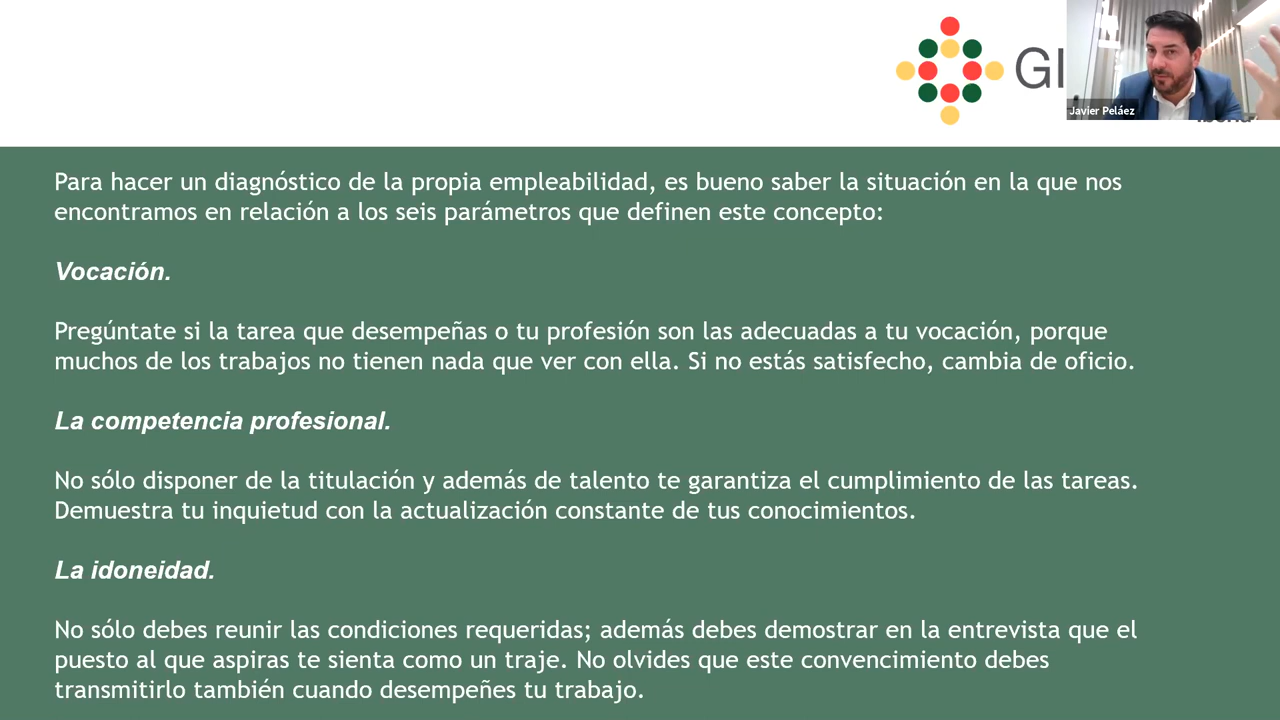 GI
Javier Peláez
Para hacer un diagnóstico de la propia empleabilidad, es bueno saber la situación en la que nos
encontramos en relación a los seis parámetros que definen este concepto:
Vocación.
Pregúntate si la tarea que desempeñas o tu profesión son las adecuadas a tu vocación, porque
muchos de los trabajos no tienen nada que ver con ella. Si no estás satisfecho, cambia de oficio.
La competencia profesional.
No sólo disponer de la titulación y además de talento te garantiza el cumplimiento de las tareas.
Demuestra tu inquietud con la actualización constante de tus conocimientos.
La idoneidad.
No sólo debes reunir las condiciones requeridas; además debes demostrar en la entrevista que el
puesto al que aspiras te sienta como un traje. No olvides que este convencimiento debes
transmitirlo también cuando desempeñes tu trabajo.